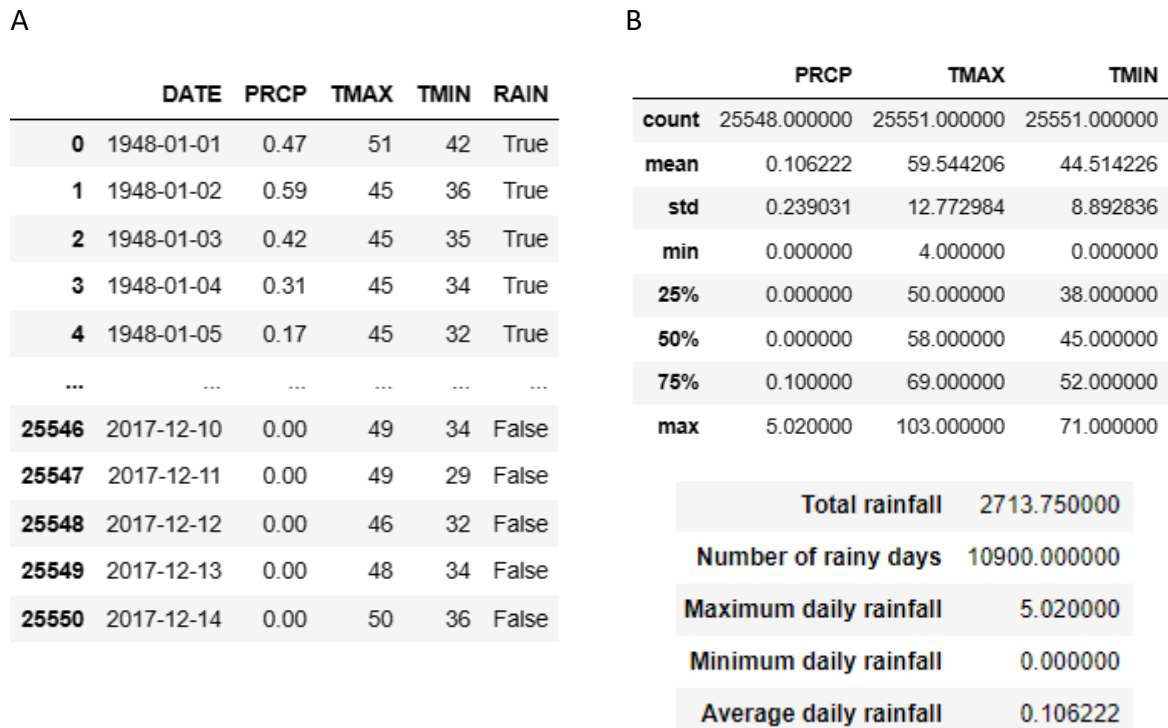 A
DATE PRCP TMAX TMIN RAIN
0 1948-01-01 0.47 51 42 True
1 1948-01-02 0.59 45 36 True
2 1948-01-03 0.42 45 35 True
3 1948-01-04 0.31 45 34 True
4 1948-01-05 0.17 45 32 True
... ... ... ... ... ...
25546 2017-12-10 0.00 49 34 False
25547 2017-12-11 0.00 49 29 False
25548 2017-12-12 0.00 46 32 False
25549 2017-12-13 0.00 48 34 False
25550 2017-12-14 0.00 50 36 False
B
PRCP TMAX TMIN
count 25548.000000 25551.000000 25551.000000
mean 0.106222 59.544206 44.514226
std 0.239031 12.772984 8.892836
min 0.000000 4.000000 0.000000
25% 0.000000 50.000000 38.000000
50% 0.000000 58.000000 45.000000
75% 0.100000 69.000000 52.000000
max 5.020000 103.000000 71.000000
Total rainfall 2713.750000
Number of rainy days 10900.000000
Maximum daily rainfall 5.020000
Minimum daily rainfall 0.000000
Average daily rainfall 0.106222